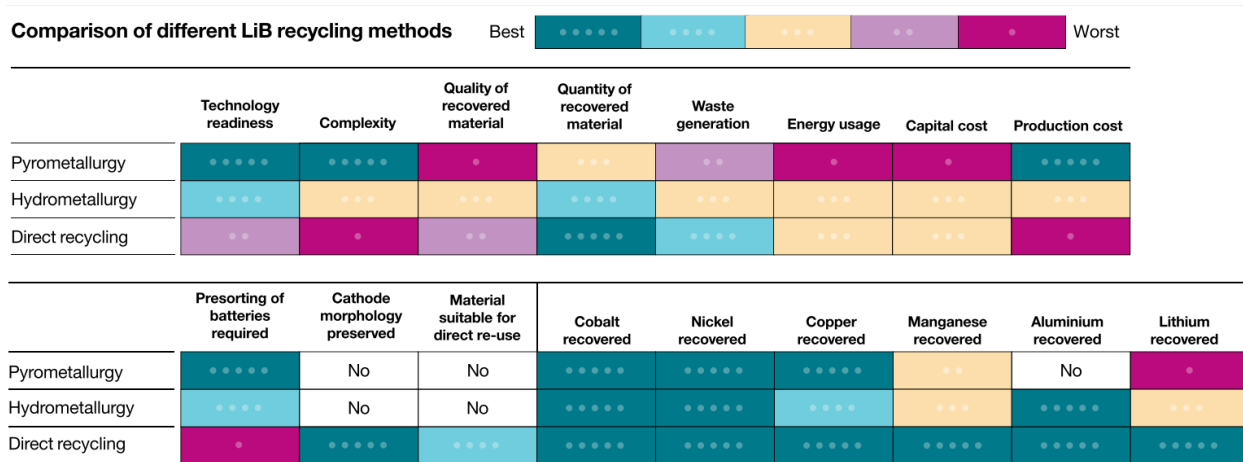 Comparison of different LiB recycling methods Best Worst
Technology readiness Complexity Quality of recovered material Quantity of recovered material Waste generation Energy usage Capital cost Production cost
Pyrometallurgy
Hydrometallurgy
Direct recycling
Presorting of batteries required Cathode morphology preserved Material suitable for direct re-use Cobalt recovered Nickel recovered Copper recovered Manganese recovered Aluminium recovered Lithium recovered
Pyrometallurgy No No No
Hydrometallurgy No No
Direct recycling